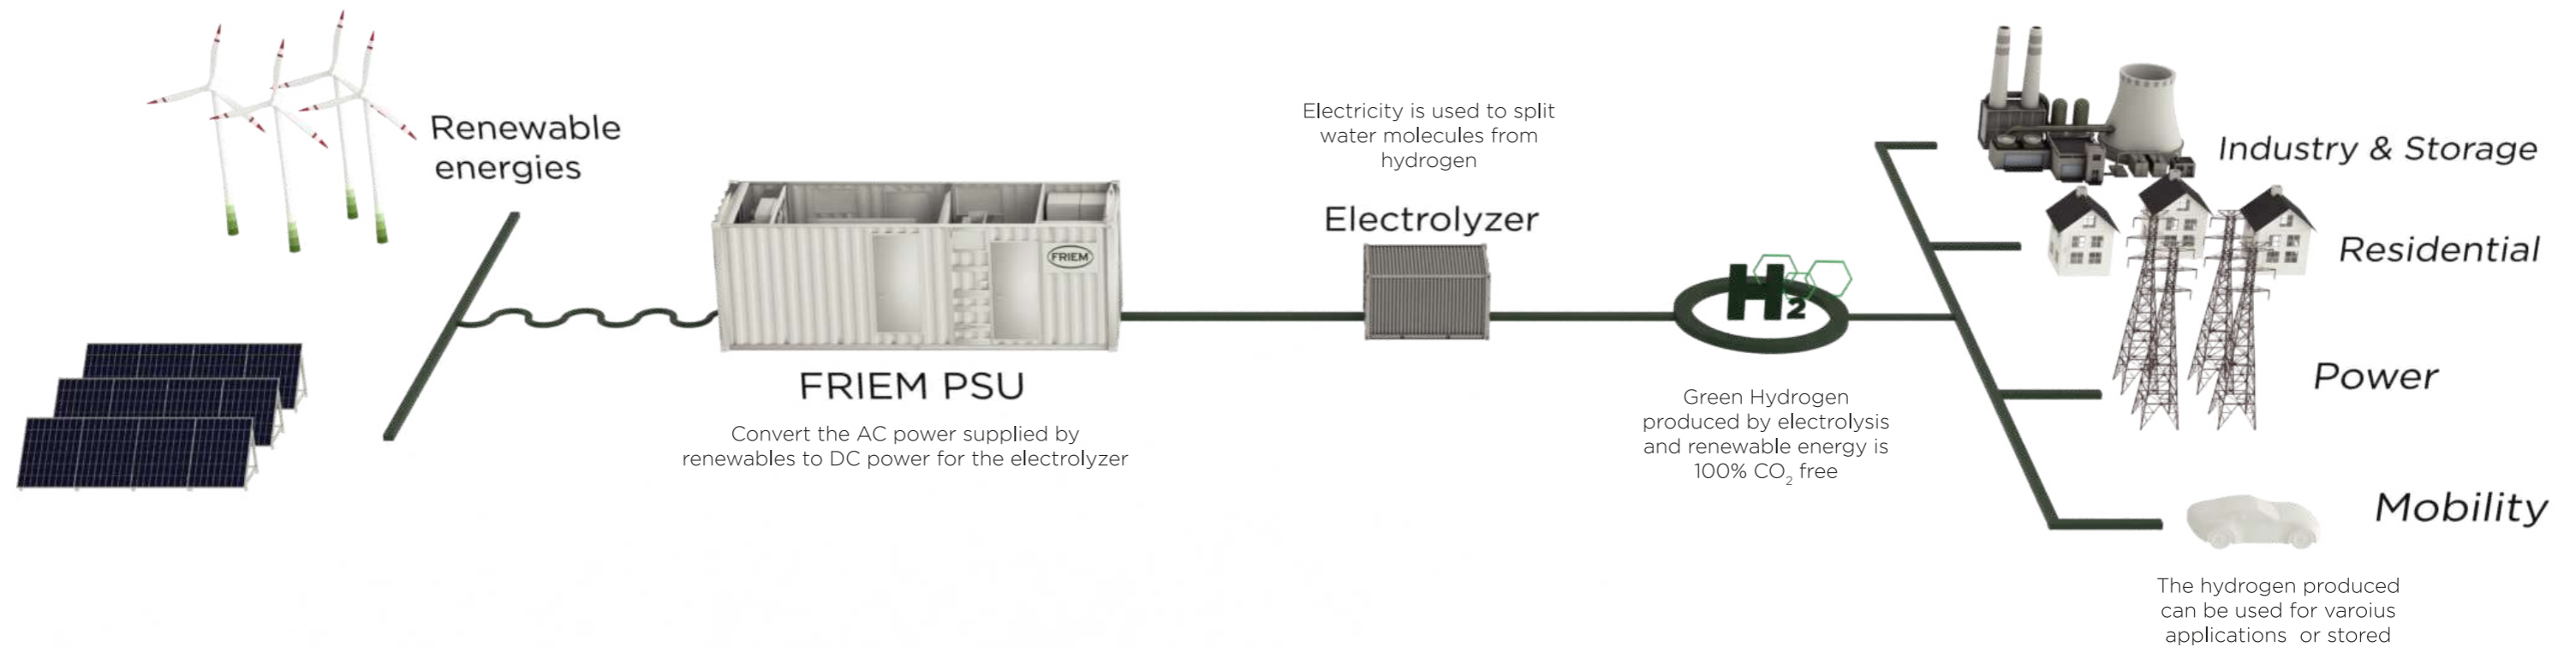 Renewable
energies
FRIEM
FRIEM PSU
Convert the AC power supplied by
renewables to DC power for the electrolyzer
Electricity is used to split
water molecules from
hydrogen
Electrolyzer
H2
Green Hydrogen
produced by electrolysis
and renewable energy is
100% CO₂ free
Industry & Storage
Residential
Power
Mobility
The hydrogen produced
can be used for varoius
applications or stored